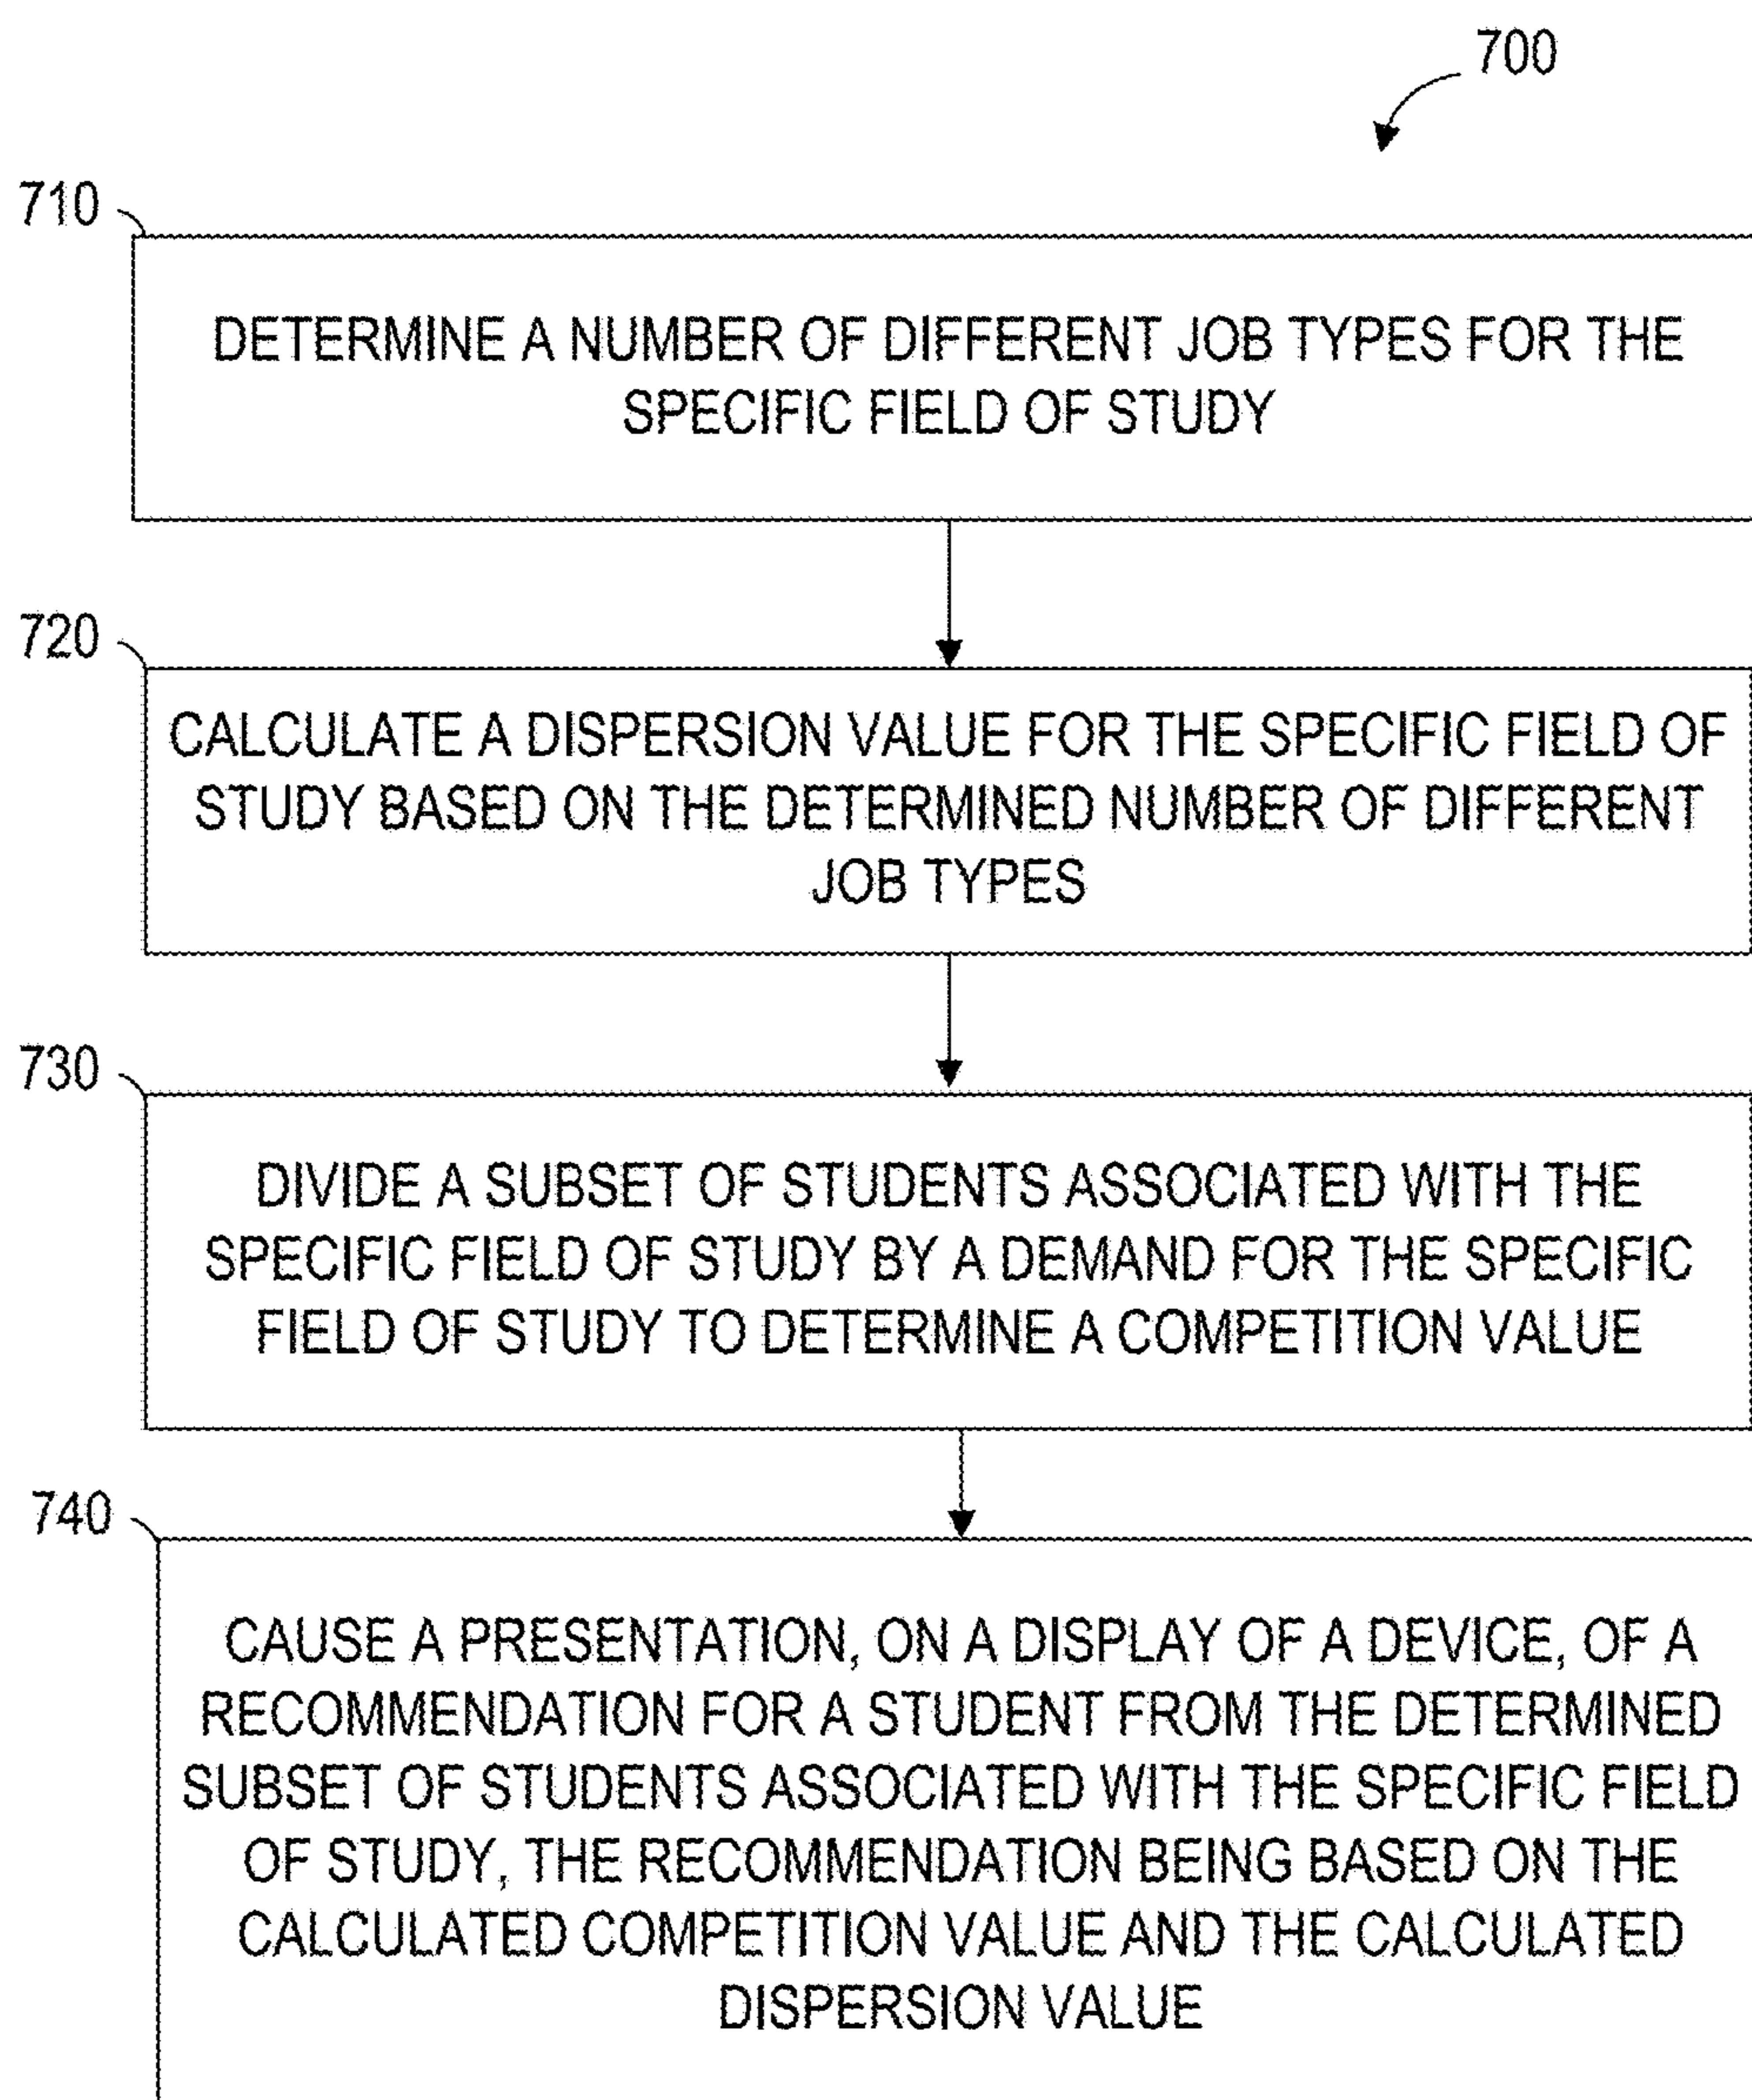 700
710
DETERMINE A NUMBER OF DIFFERENT JOB TYPES FOR THE
SPECIFIC FIELD OF STUDY
720
CALCULATE A DISPERSION VALUE FOR THE SPECIFIC FIELD OF
STUDY BASED ON THE DETERMINED NUMBER OF DIFFERENT
JOB TYPES
730
DIVIDE A SUBSET OF STUDENTS ASSOCIATED WITH THE
SPECIFIC FIELD OF STUDY BY A DEMAND FOR THE SPECIFIC
FIELD OF STUDY TO DETERMINE A COMPETITION VALUE
740
CAUSE A PRESENTATION, ON A DISPLAY OF A DEVICE, OF A
RECOMMENDATION FOR A STUDENT FROM THE DETERMINED
SUBSET OF STUDENTS ASSOCIATED WITH THE SPECIFIC FIELD
OF STUDY, THE RECOMMENDATION BEING BASED ON THE
CALCULATED COMPETITION VALUE AND THE CALCULATED
DISPERSION VALUE